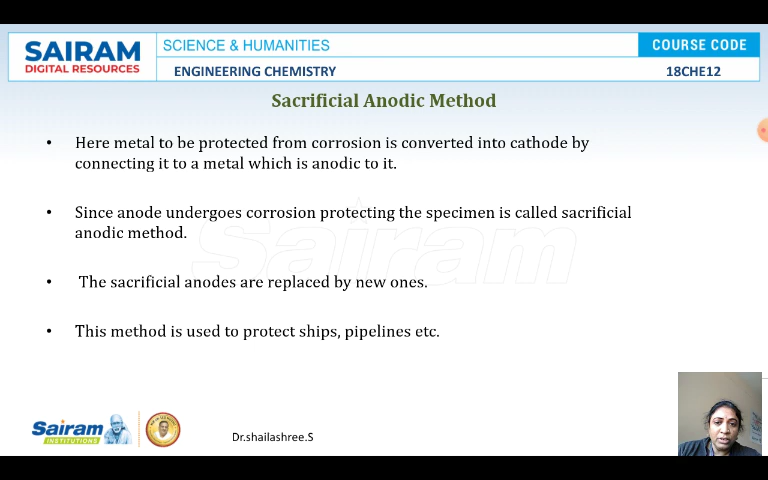 SAIRAM
DIGITAL RESOURCES
SCIENCE & HUMANITIES
COURSE CODE
ENGINEERING CHEMISTRY
18CHE12
Sacrificial Anodic Method
• Here metal to be protected from corrosion is converted into cathode by
connecting it to a metal which is anodic to it.
• Since anode undergoes corrosion protecting the specimen is called sacrificial
anodic method.
• The sacrificial anodes are replaced by new ones.
• This method is used to protect ships, pipelines etc.
Sairam
Sairam
INSTITUTIONS
Dr.shailashree.S